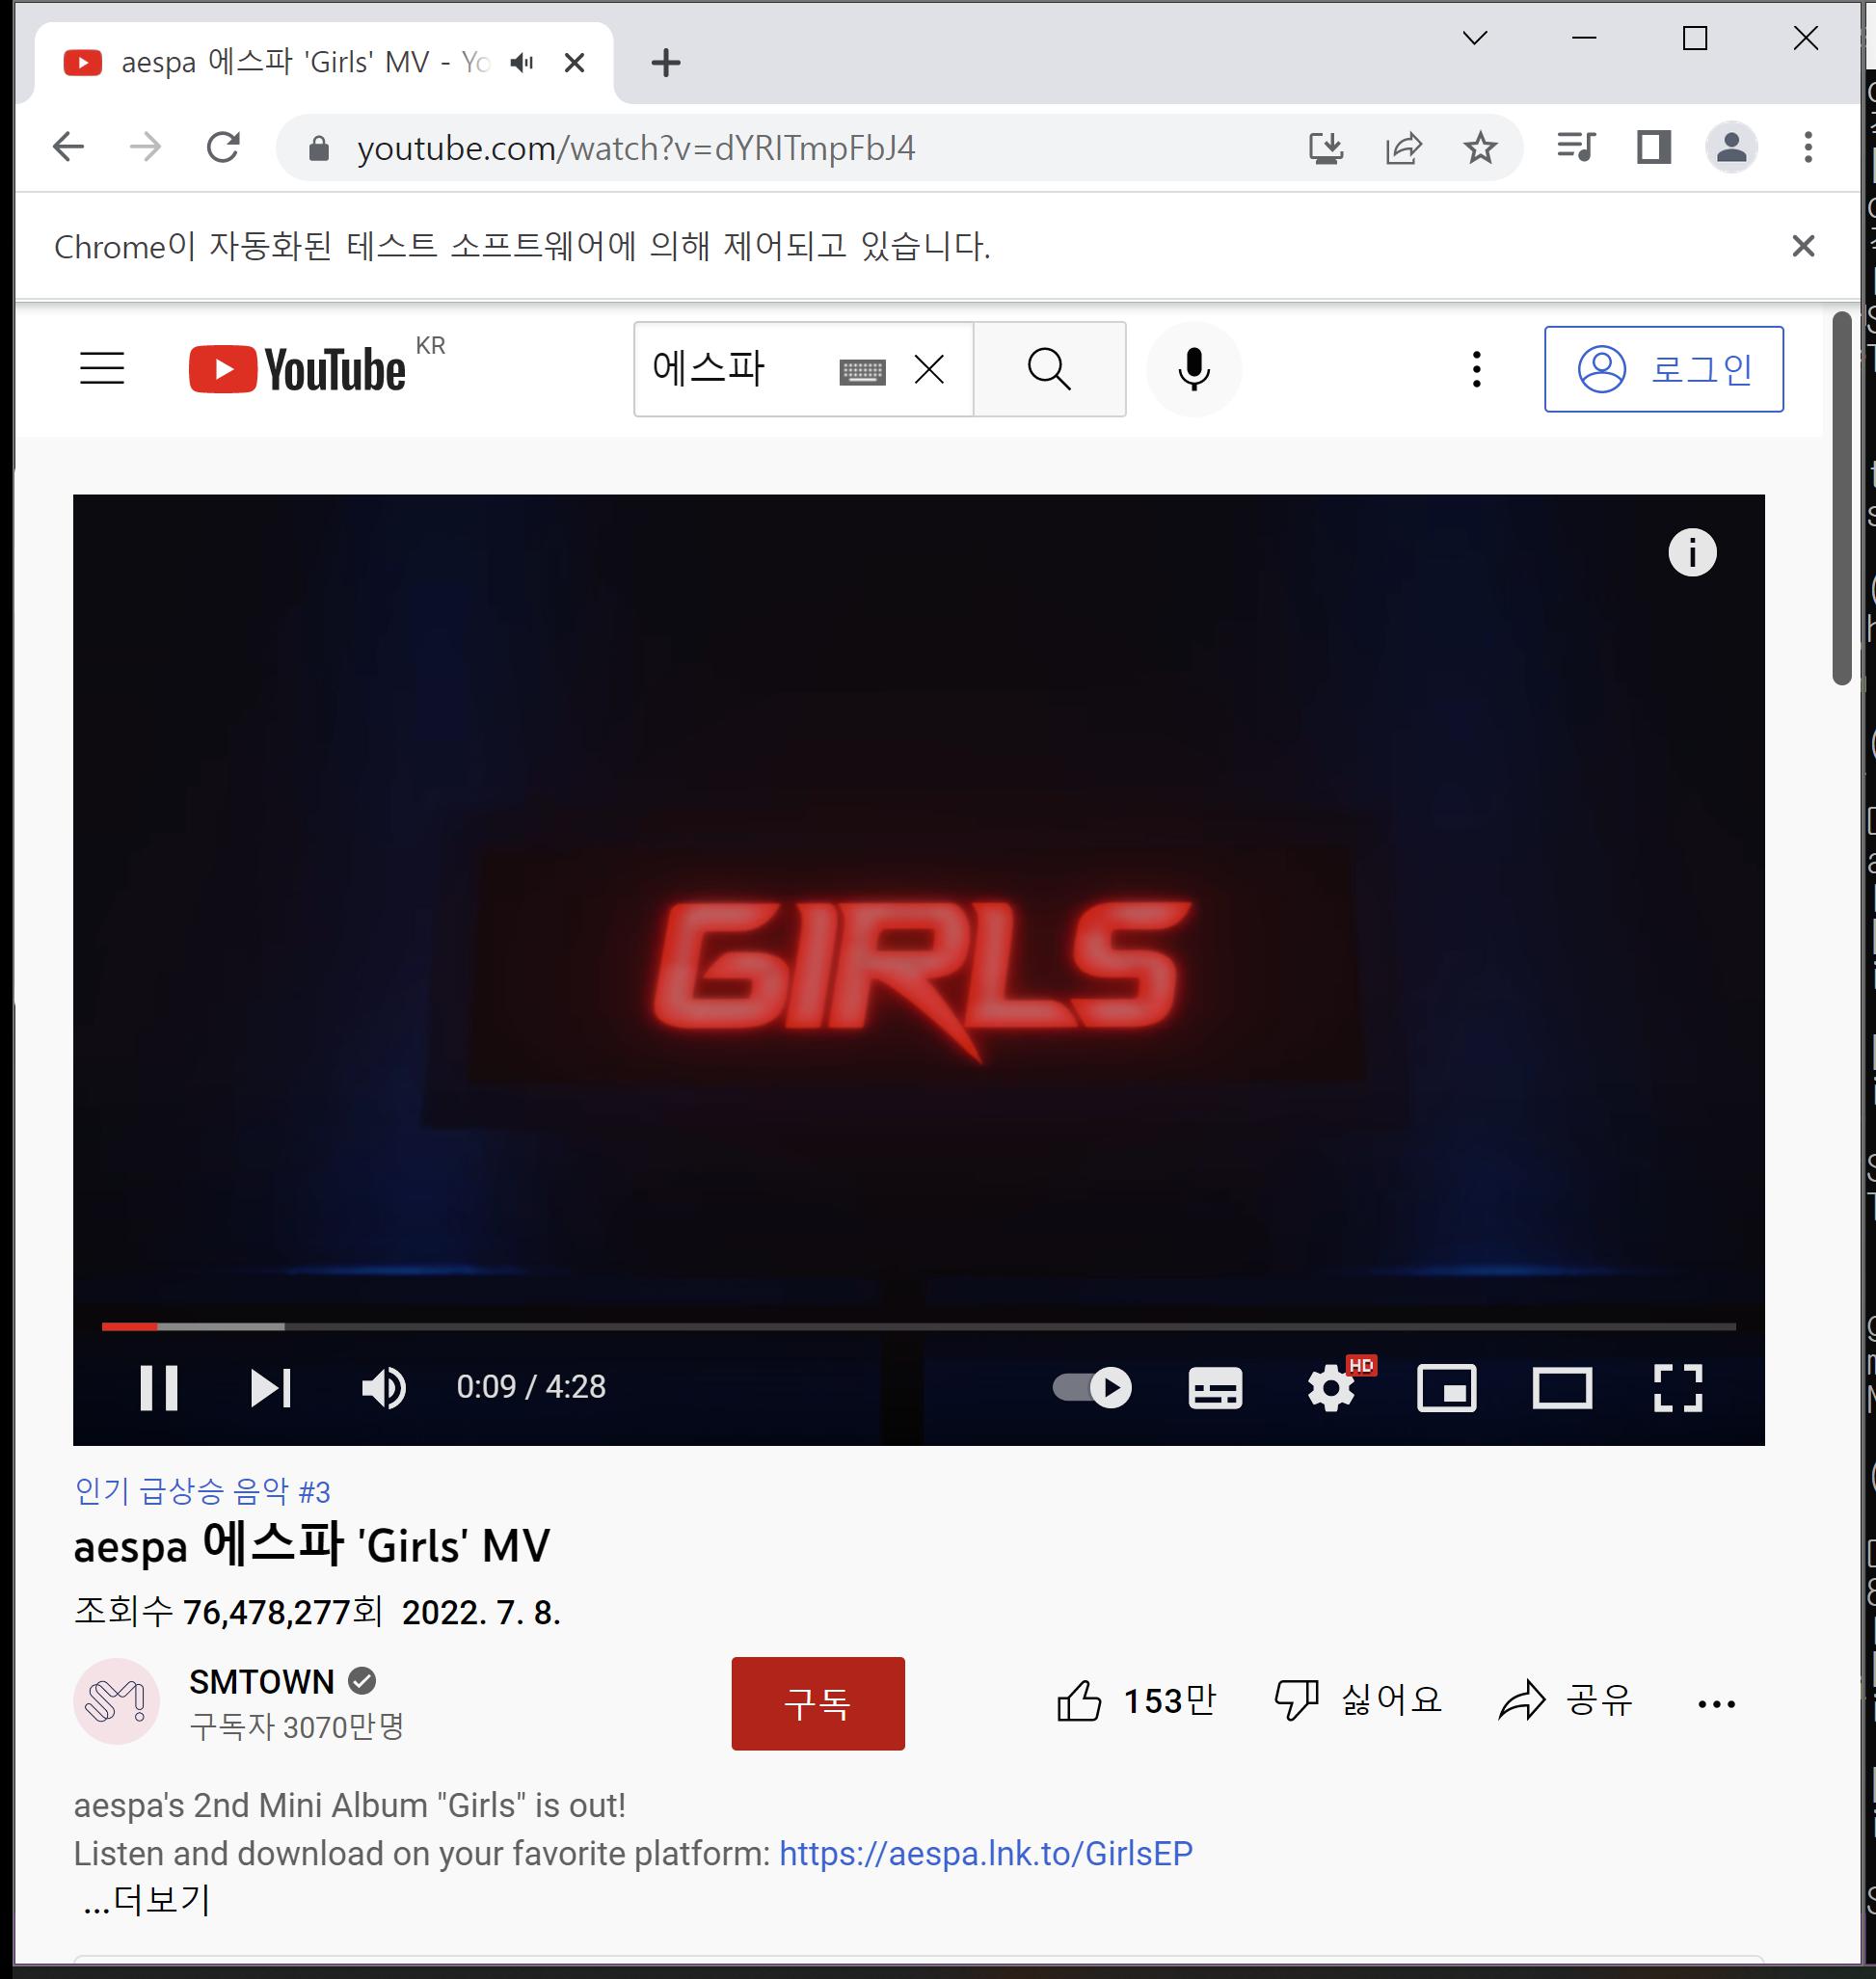 aespa 에스파 'Girls' MV - Yo
youtube.com/watch?v=dYRITmpFbJ4
Chrome이 자동화된 테스트 소프트웨어에 의해 제어되고 있습니다.
YouTube KR
에스파
로그인
GIRLS
0:09 / 4:28
HD
인기 급상승 음악 #3
aespa 에스파 'Girls' MV
조회수 76,478,277회 2022. 7. 8.
SMTOWN
구독자 3070만명
구독
153만
싫어요
공유
aespa's 2nd Mini Album "Girls" is out!
Listen and download on your favorite platform: https://aespa.lnk.to/GirlsEP
...더보기